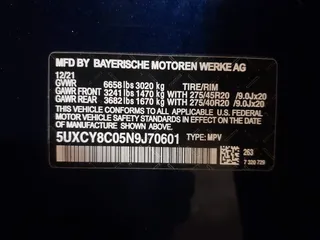 MFD BY BAYERISCHE MOTOREN WERKE AG
12/21
GVWR 6658 lbs 3020 kg TIRE/RIM
GAWR FRONT 3241 lbs 1470 kg WITH 275/45R20 /9.0Jx20
GAWR REAR 3682 lbs 1670 kg WITH 275/40R20 /9.0Jx20
THIS VEHICLE CONFORMS TO ALL APPLICABLE
U.S. FEDERAL MOTOR VEHICLE SAFETY
STANDARDS IN EFFECT ON THE DATE OF
MANUFACTURE SHOWN ABOVE.
5UXCY8C05N9J70601 TYPE: MPV
263
7 320 729